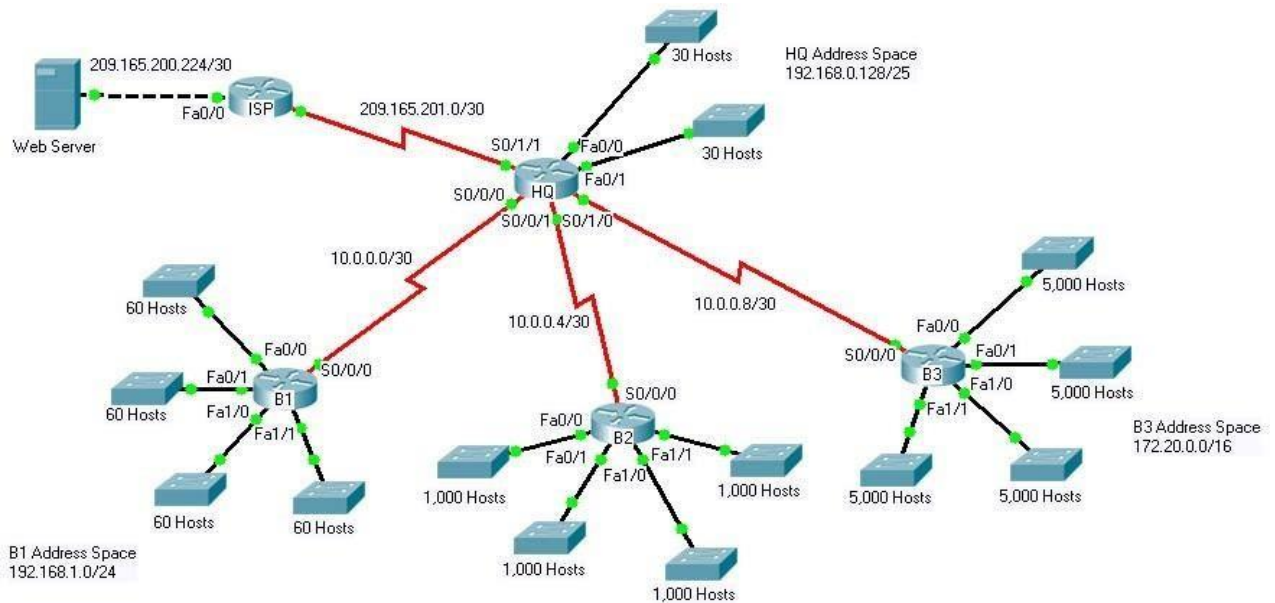 209.165.200.224/30
Fa0/0
ISP
Web Server
209.165.201.0/30
30 Hosts
HQ Address Space
192.168.0.128/25
30 Hosts
S0/1/1
Fa0/0
Fa0/1
HQ
S0/0/0
S0/0/1
S0/1/0
10.0.0.0/30
10.0.0.4/30
10.0.0.8/30
60 Hosts
Fa0/0
S0/0/0
Fa0/1
B1
Fa1/0
Fa1/1
60 Hosts
60 Hosts
60 Hosts
B1 Address Space
192.168.1.0/24
S0/0/0
Fa0/0
B2
Fa0/1
Fa1/1
Fa1/0
1,000 Hosts
1,000 Hosts
1,000 Hosts
1,000 Hosts
5,000 Hosts
Fa0/0
S0/0/0
Fa0/1
B3
Fa1/0
Fa1/1
5,000 Hosts
5,000 Hosts
5,000 Hosts
B3 Address Space
172.20.0.0/16